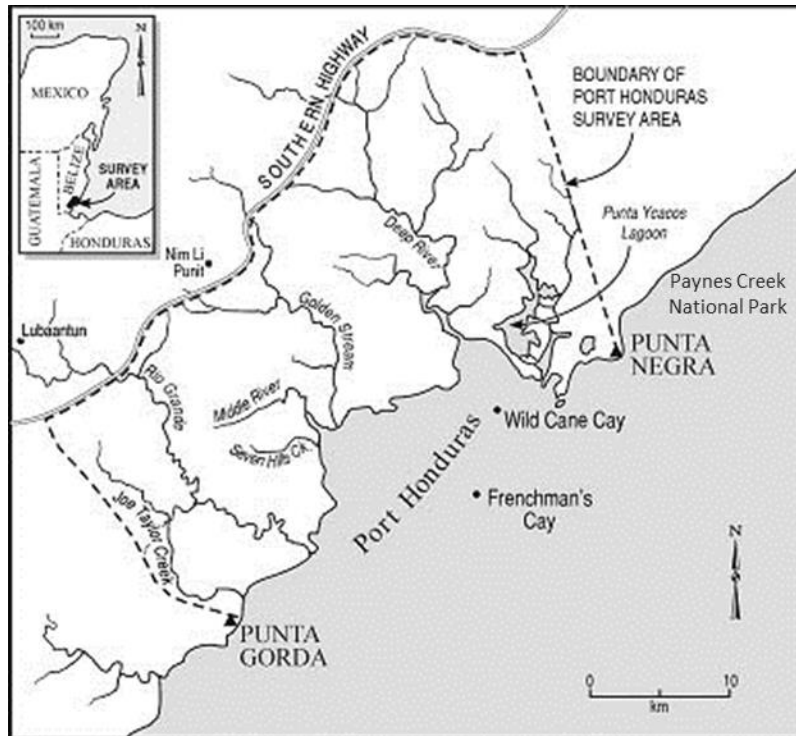 100 km
N
MEXICO
GUATEMALA
BELIZE
SURVEY
AREA
HONDURAS
SOUTHERN HIGHWAY
BOUNDARY OF
PORT HONDURAS
SURVEY AREA
Punta Ycacos
Lagoon
Deep River
Nim Li
Punit
Golden Stream
Paynes Creek
National Park
Lubaantun
PUNTA
NEGRA
Rio Grande
Middle River
Wild Cane Cay
Seven Hills Ck.
Port Honduras
Frenchman's
Cay
Joe Taylor Creek
N
PUNTA
GORDA
0 10
km